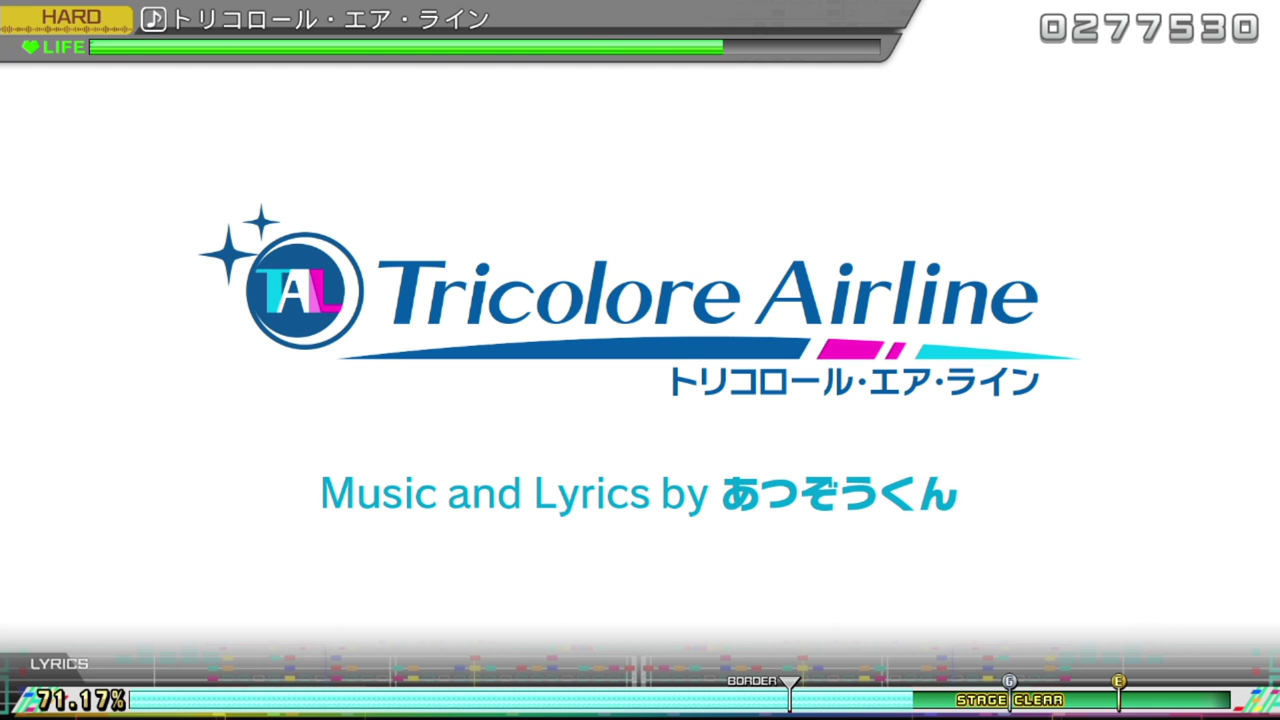 HARD
トリコロール・エア・ライン
0277530
LIFE
TAL
Tricolore Airline
トリコロール・エア・ライン
Music and Lyrics by あつぞうくん
LYRICS
BORDER
G
E
71.17%
STAGE CLEAR